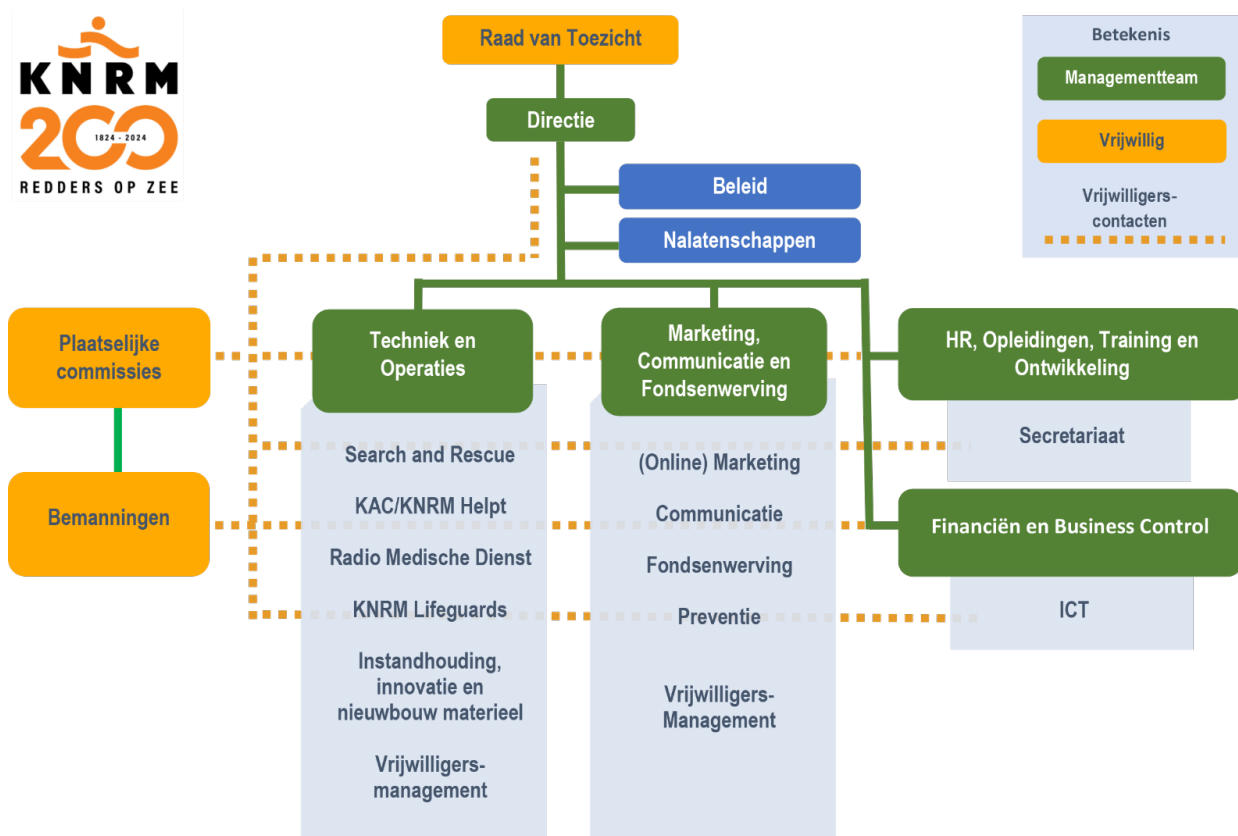 KNRM
200
1824 - 2024
REDDERS OP ZEE
Raad van Toezicht
Directie
Beleid
Nalatenschappen
Betekenis
Managementteam
Vrijwillig
Vrijwilligers-
contacten
Plaatselijke
commissies
Bemanningen
Techniek en
Operaties
Search and Rescue
KAC/KNRM Helpt
Radio Medische Dienst
KNRM Lifeguards
Instandhouding,
innovatie en
nieuwbouw materieel
Vrijwilligers-
management
Marketing,
Communicatie en
Fondsenwerving
(Online) Marketing
Communicatie
Fondsenwerving
Preventie
Vrijwilligers-
Management
HR, Opleidingen, Training en
Ontwikkeling
Secretariaat
Financiën en Business Control
ICT